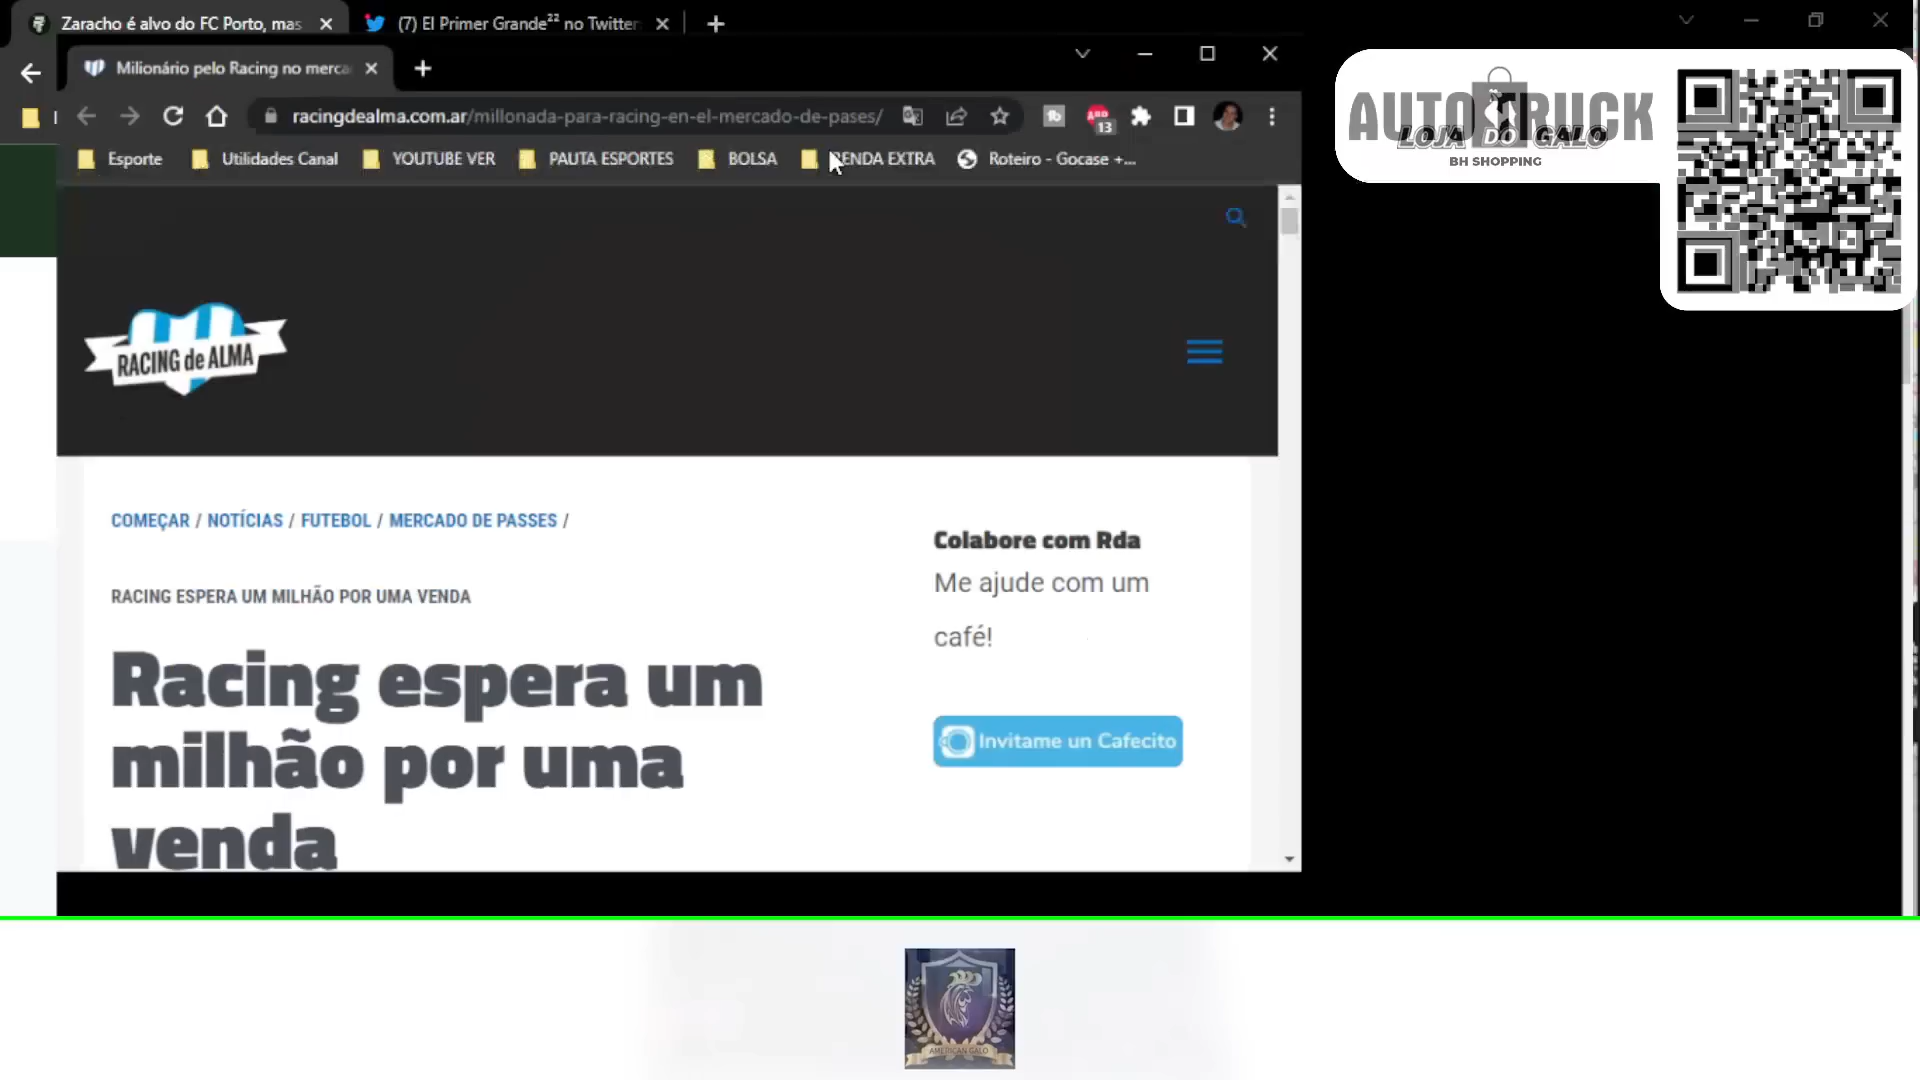 Zaracho é alvo do FC Porto, mas
(7) El Primer Grande²² no Twitter
Milionário pelo Racing no merca
racingdealma.com.ar/millonada-para-racing-en-el-mercado-de-pases/
13
Esporte
Utilidades Canal
YOUTUBE VER
PAUTA ESPORTES
BOLSA
RENDA EXTRA
Roteiro - Gocase +...
AUTOTRUCK
LOJA DO GALO
BH SHOPPING
RACING de ALMA
COMEÇAR / NOTÍCIAS / FUTEBOL / MERCADO DE PASSES /
RACING ESPERA UM MILHÃO POR UMA VENDA
Racing espera um
milhão por uma
venda
Colabore com Rda
Me ajude com um
café!
Invitame un Cafecito
AMERICAN GALO